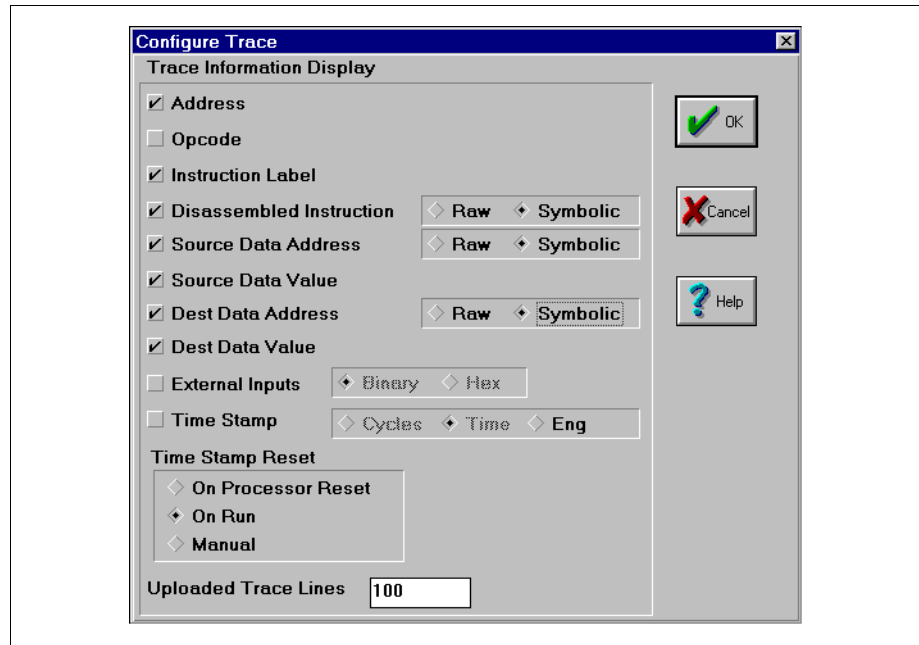 Configure Trace
Trace Information Display
Address
Opcode
Instruction Label
Disassembled Instruction Raw Symbolic
Source Data Address Raw Symbolic
Source Data Value
Dest Data Address Raw Symbolic
Dest Data Value
External Inputs Binary Hex
Time Stamp Cycles Time Eng
Time Stamp Reset
On Processor Reset
On Run
Manual
Uploaded Trace Lines 100
OK
Cancel
Help